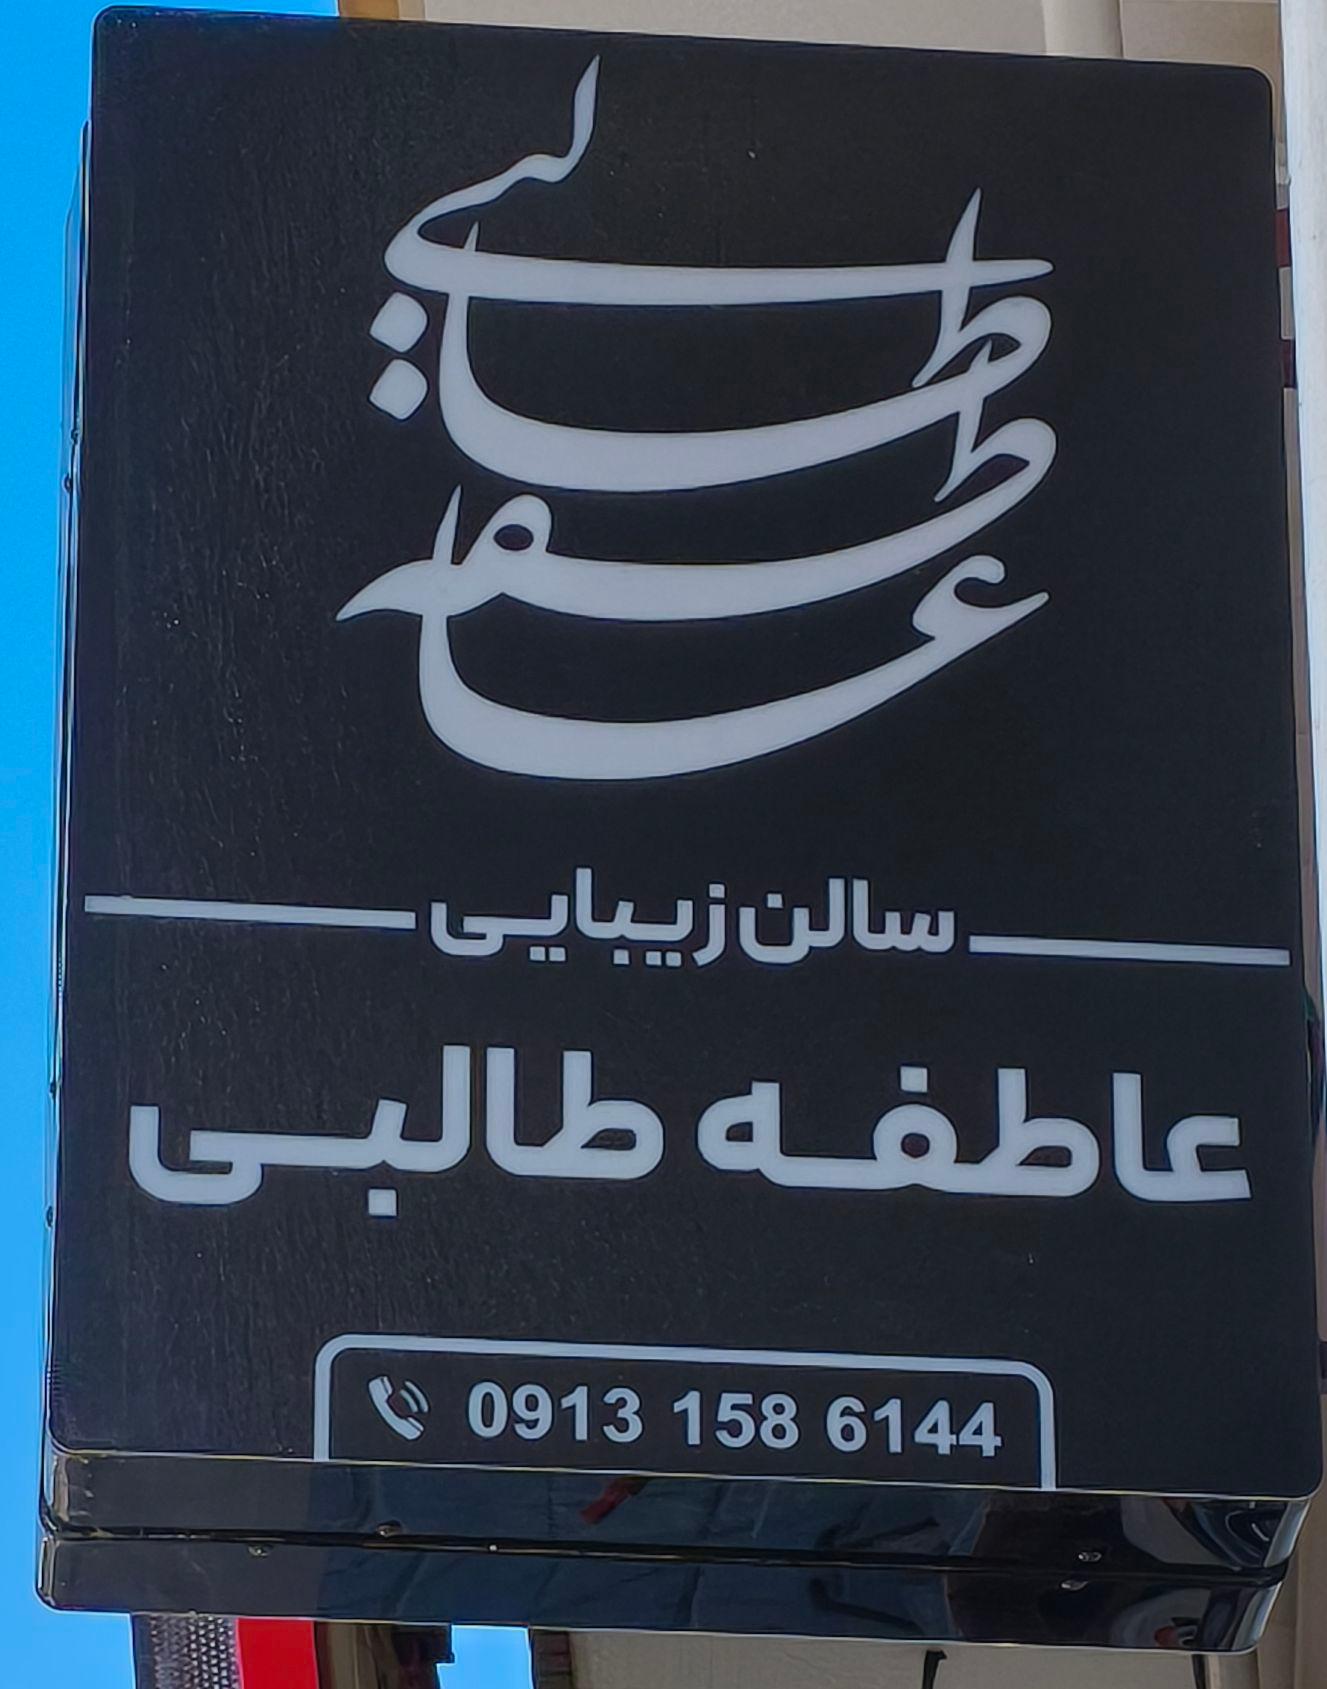 عاطفه طالبی
سالن زیبایی
عاطفه طالبی
0913 158 6144